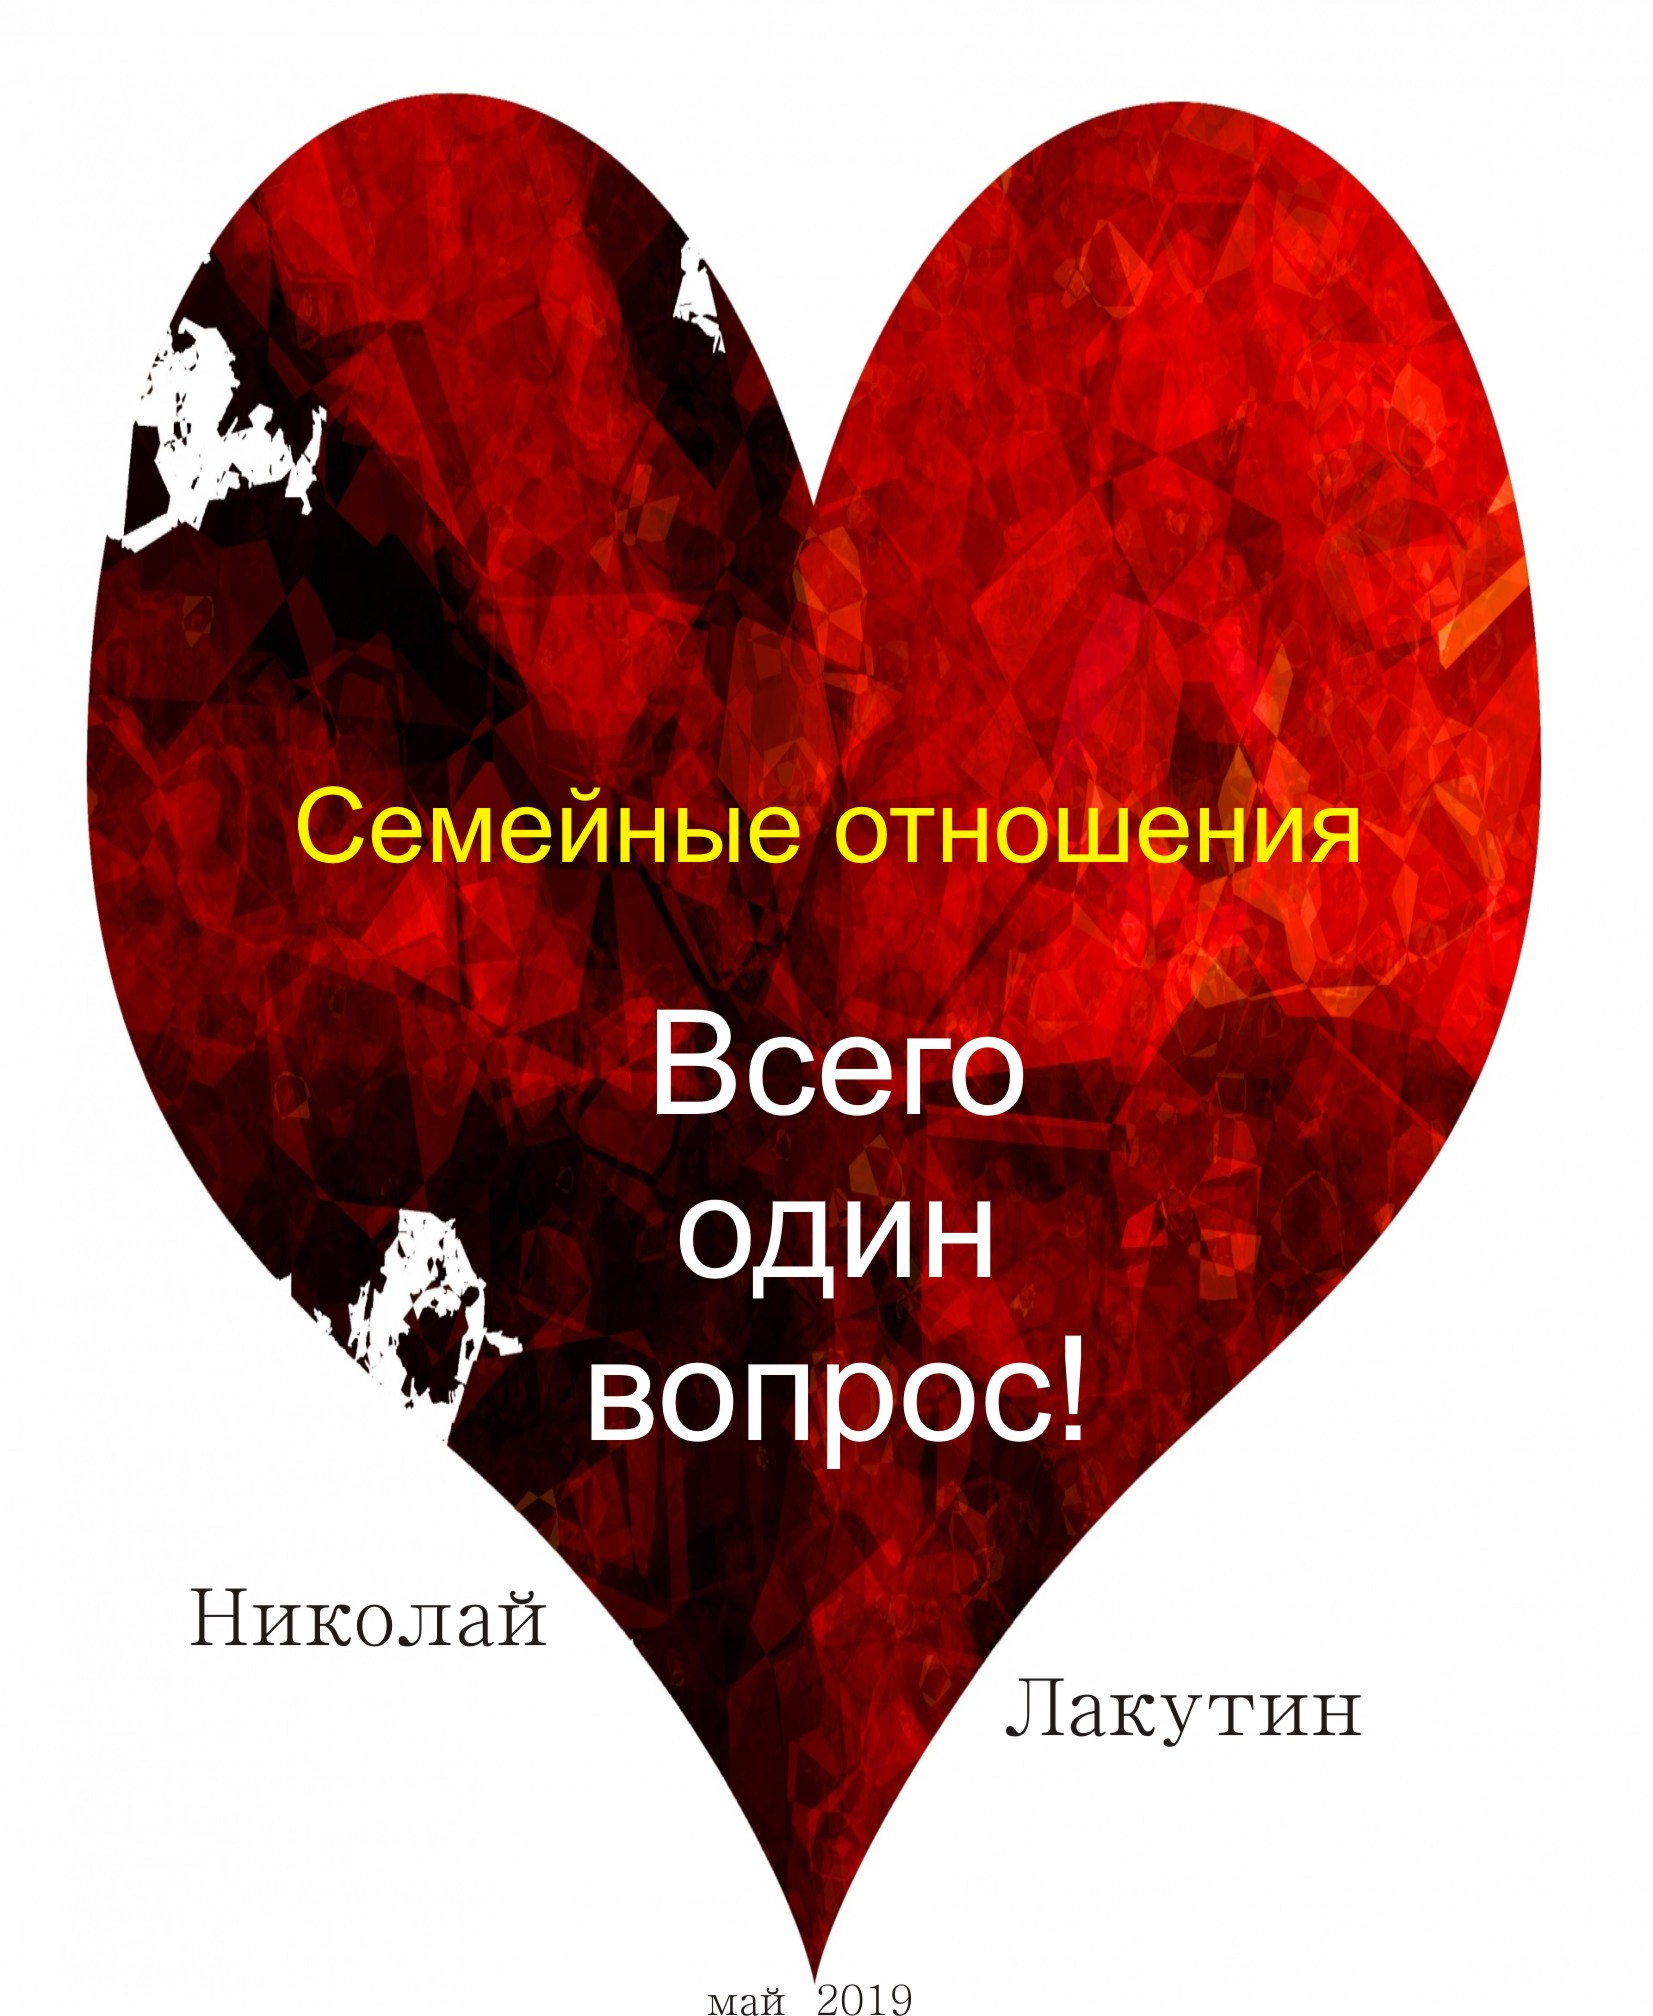 Семейные отношения
Всего
один
вопрос!
Николай
Лакутин
май 2019